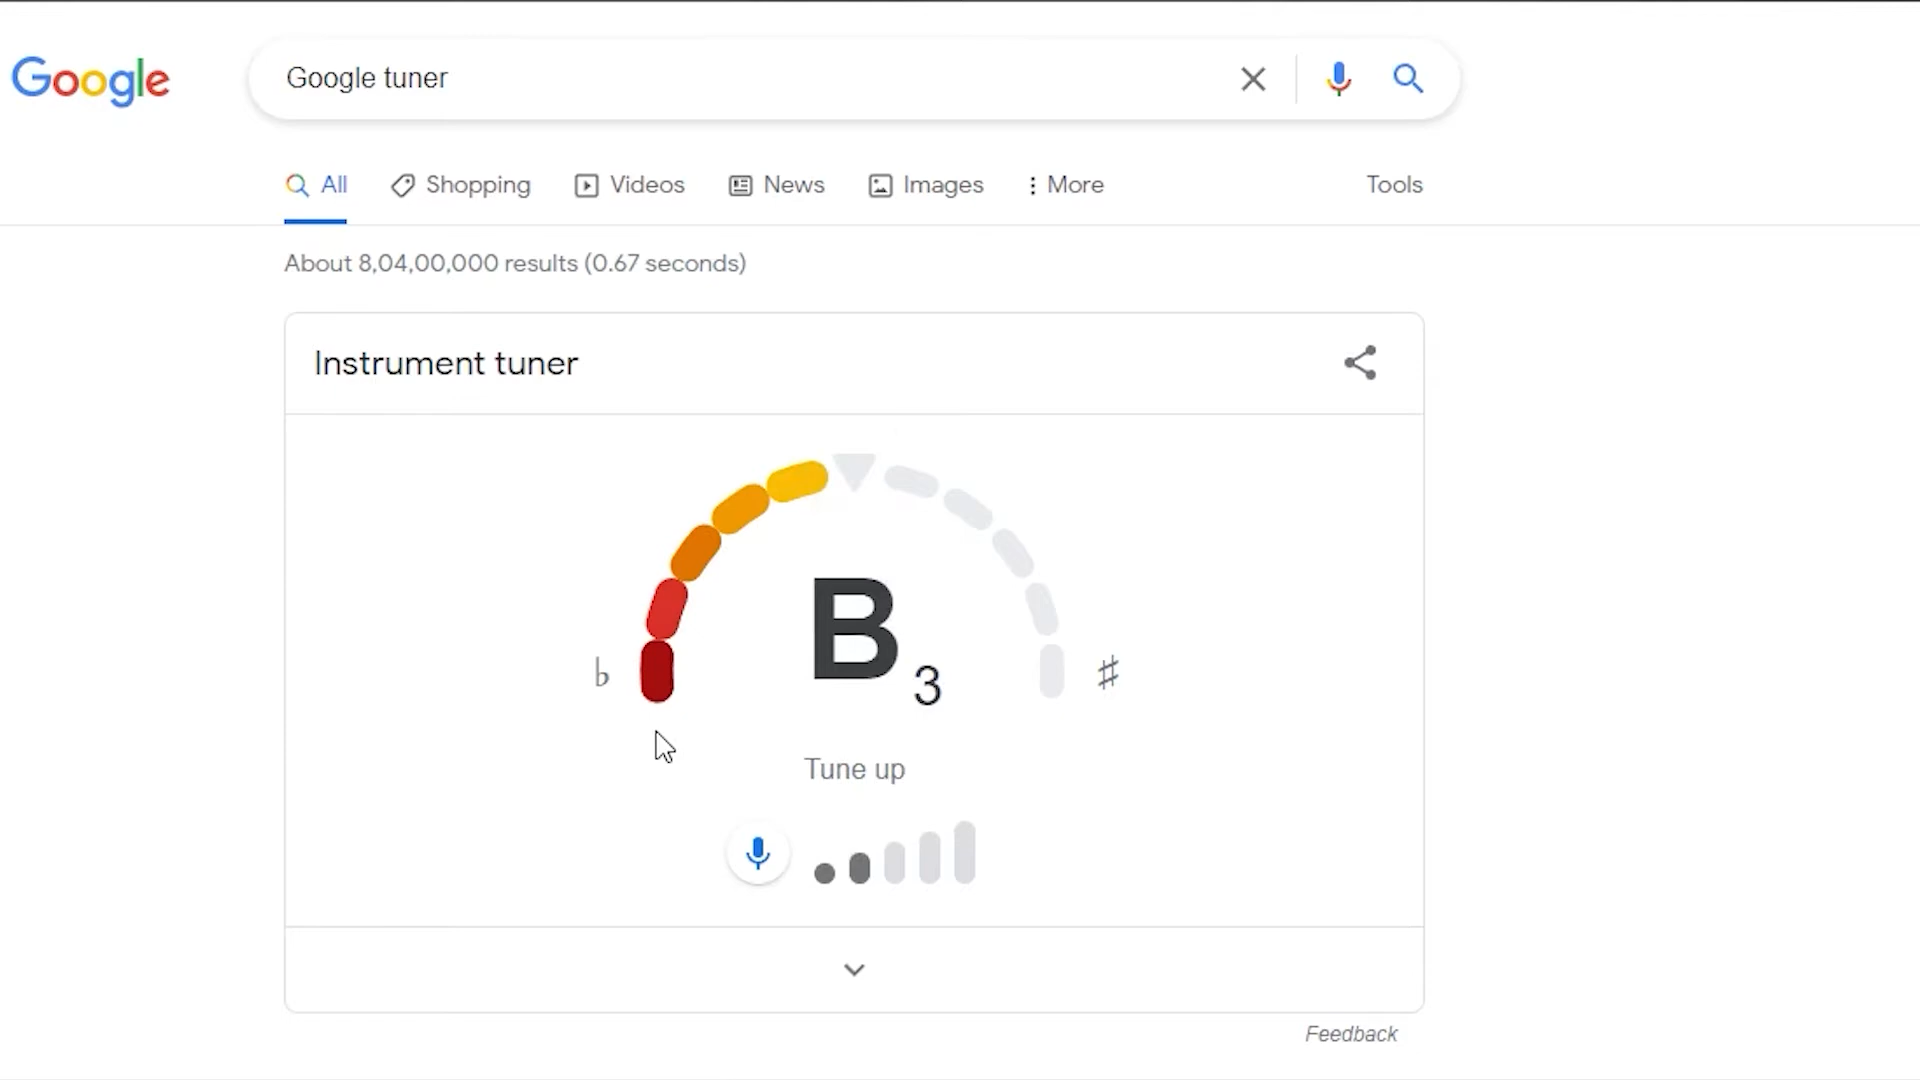 Google
Google tuner
All Shopping Videos News Images More Tools
About 8,04,00,000 results (0.67 seconds)
Instrument tuner
♭ B3 ♯
Tune up
Feedback